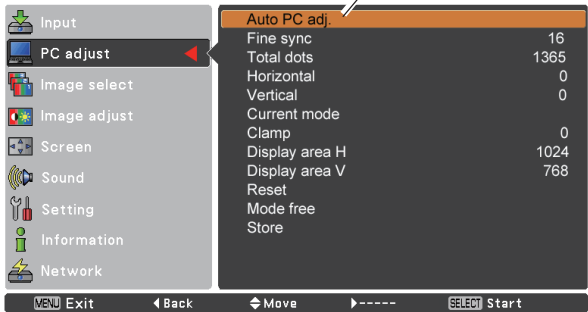 Input
PC adjust
Image select
Image adjust
Screen
Sound
Setting
Information
Network
Auto PC adj.
Fine sync 16
Total dots 1365
Horizontal 0
Vertical 0
Current mode
Clamp 0
Display area H 1024
Display area V 768
Reset
Mode free
Store
MENU Exit Back Move ----- SELECT Start